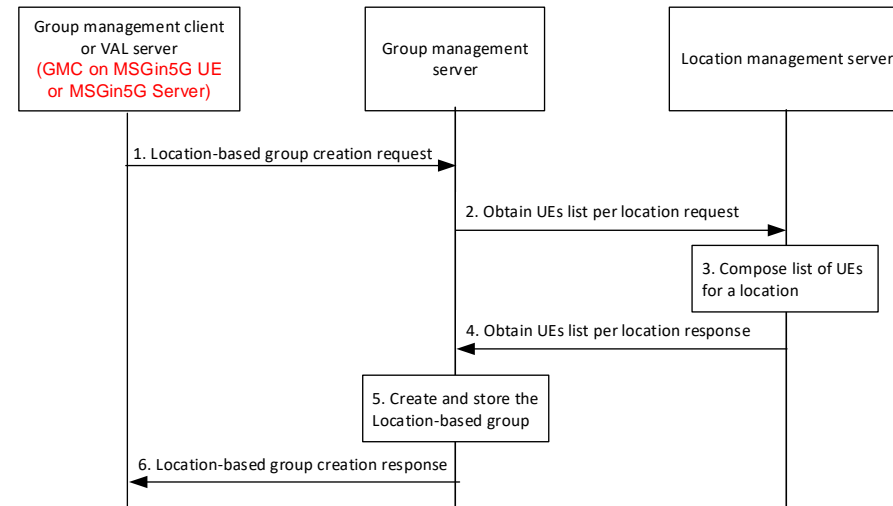 Group management client
or VAL server
(GMC on MSGin5G UE
or MSGin5G Server)
Group management
server
Location management server
1. Location-based group creation request
2. Obtain UEs list per location request
3. Compose list of UEs
for a location
4. Obtain UEs list per location response
5. Create and store the
Location-based group
6. Location-based group creation response